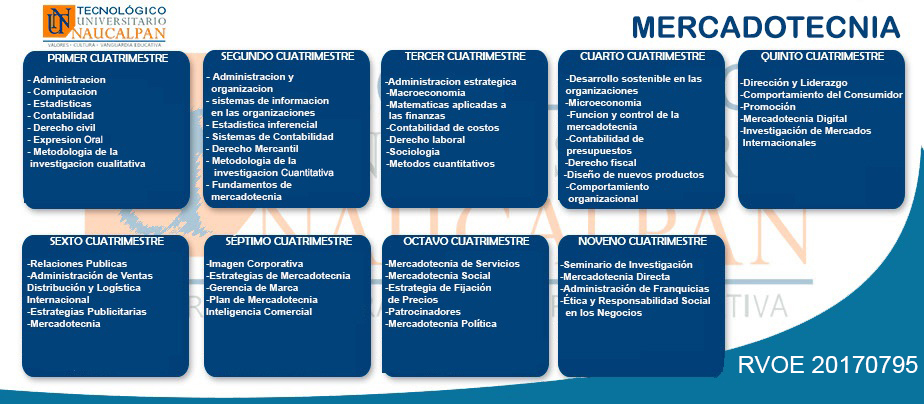 TECNOLÓGICO
UNIVERSITARIO
NAUCALPAN
VALORES - CULTURA - VANGUARDIA EDUCATIVA
MERCADOTECNIA
PRIMER CUATRIMESTRE
- Administracion
- Computacion
- Estadisticas
- Contabilidad
- Derecho civil
- Expresion Oral
- Metodologia de la
investigacion cualitativa
SEGUNDO CUATRIMESTRE
- Administracion y
organizacion
- sistemas de informacion
en las organizaciones
- Estadistica inferencial
- Sistemas de Contabilidad
- Derecho Mercantil
- Metodologia de la
investigacion Cuantitativa
- Fundamentos de
mercadotecnia
TERCER CUATRIMESTRE
-Administracion estrategica
-Macroeconomia
-Matematicas aplicadas a
las finanzas
-Contabilidad de costos
-Derecho laboral
-Sociologia
-Metodos cuantitativos
CUARTO CUATRIMESTRE
-Desarrollo sostenible en las
organizaciones
-Microeconomia
-Funcion y control de la
mercadotecnia
-Contabilidad de
presupuestos
-Derecho fiscal
-Diseño de nuevos productos
-Comportamiento
organizacional
QUINTO CUATRIMESTRE
-Dirección y Liderazgo
-Comportamiento del Consumidor
-Promoción
-Mercadotecnia Digital
-Investigación de Mercados
Internacionales
SEXTO CUATRIMESTRE
-Relaciones Publicas
-Administración de Ventas
Distribución y Logística
Internacional
-Estrategias Publicitarias
-Mercadotecnia
SÉPTIMO CUATRIMESTRE
-Imagen Corporativa
-Estrategias de Mercadotecnia
-Gerencia de Marca
-Plan de Mercadotecnia
Inteligencia Comercial
OCTAVO CUATRIMESTRE
-Mercadotecnia de Servicios
-Mercadotecnia Social
-Estrategia de Fijación
de Precios
-Patrocinadores
-Mercadotecnia Política
NOVENO CUATRIMESTRE
-Seminario de Investigación
-Mercadotecnia Directa
-Administración de Franquicias
-Ética y Responsabilidad Social
en los Negocios
RVOE 20170795